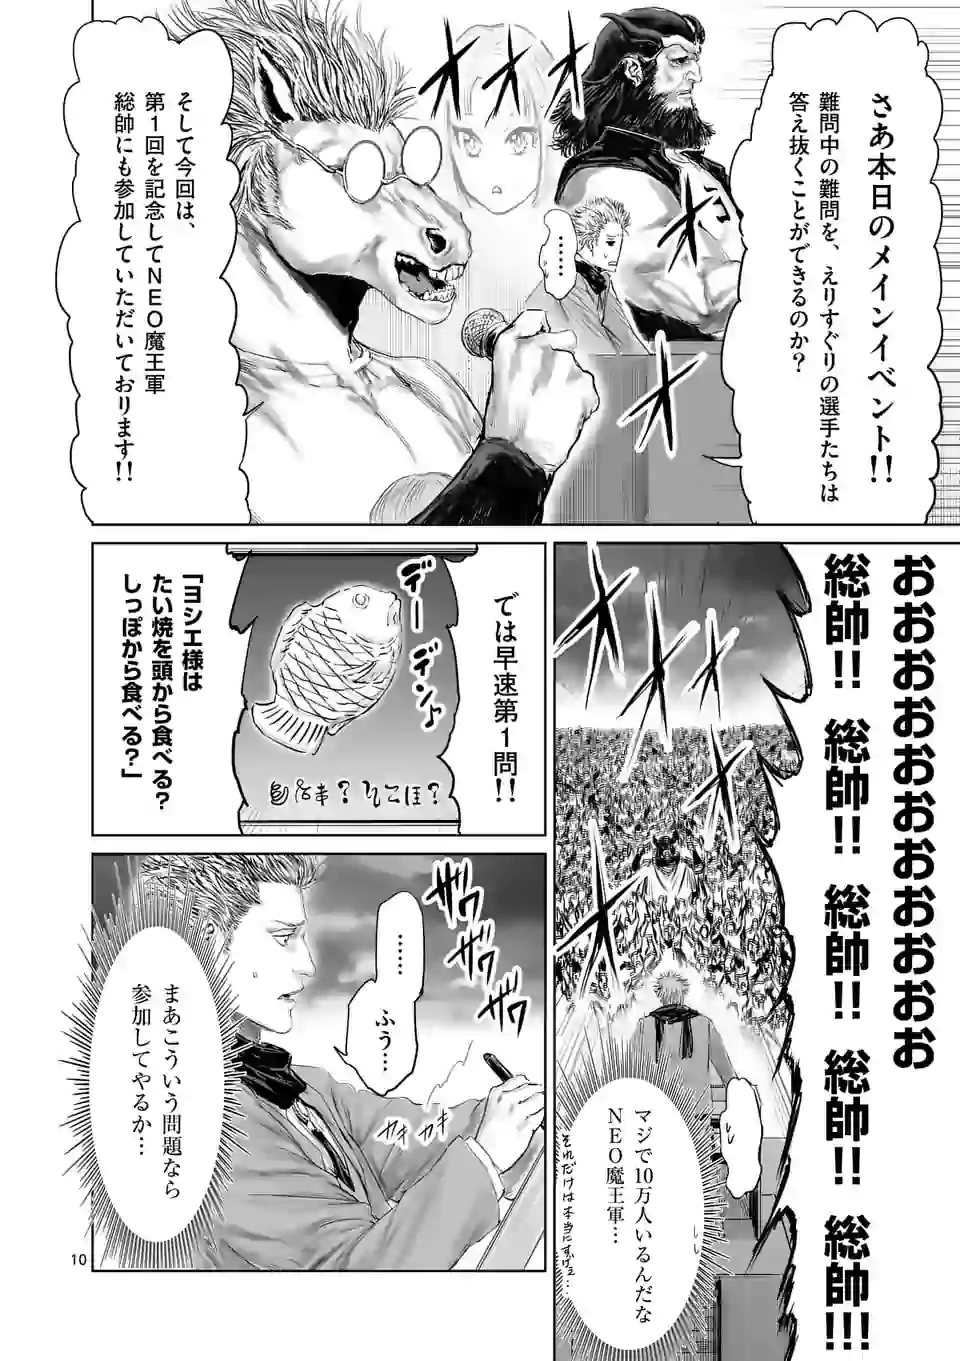 さあ本日のメインイベント!!
難問中の難問を、えりすぐりの選手たちは
答え抜くことができるのか?
オオオオ
……
そして今回は、
第1回を記念してNEO魔王軍
総帥にも参加していただいております!!
おおおおおおおおおおお
総帥!! 総帥!! 総帥!! 総帥!! 総帥!!!
オオオオ
マジで10万人いるんだな
NEO魔王軍…
それだけは本当にすげェ…
では早速第1問!!
デーデン♪
「ヨシエ様は
たい焼を頭から食べる?
しっぽから食べる?」
ザワザワザワ
……
ふう…
カキカキ
まあこういう問題なら
参加してやるか…
10